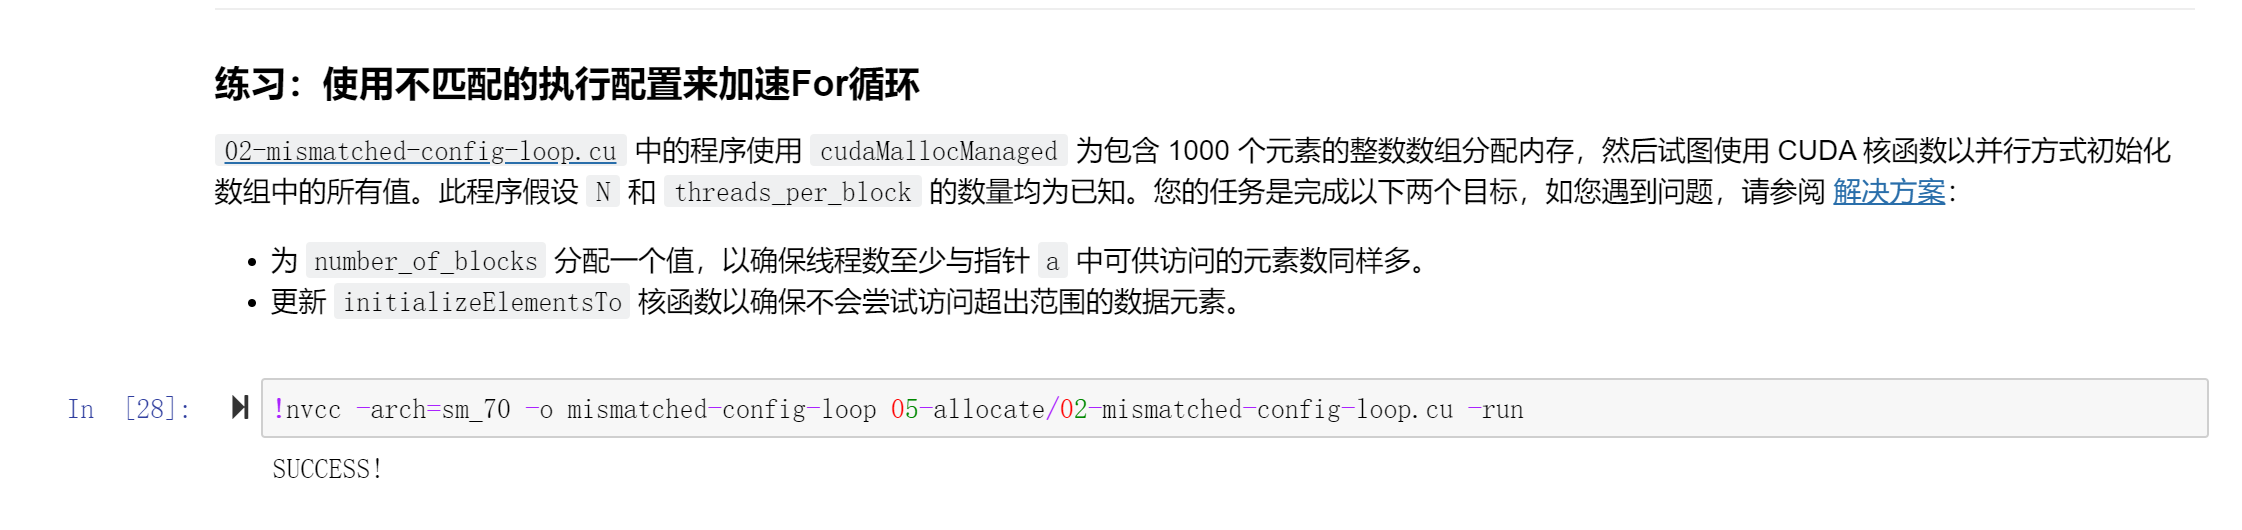 练习：使用不匹配的执行配置来加速For循环
02-mismatched-config-loop.cu 中的程序使用 cudaMallocManaged 为包含 1000 个元素的整数数组分配内存，然后试图使用 CUDA 核函数以并行方式初始化
数组中的所有值。此程序假设 N 和 threads_per_block 的数量均为已知。您的任务是完成以下两个目标，如您遇到问题，请参阅 解决方案：
• 为 number_of_blocks 分配一个值，以确保线程数至少与指针 a 中可供访问的元素数同样多。
• 更新 initializeElementsTo 核函数以确保不会尝试访问超出范围的数据元素。
In [28]: !nvcc -arch=sm_70 -o mismatched-config-loop 05-allocate/02-mismatched-config-loop.cu -run
SUCCESS!